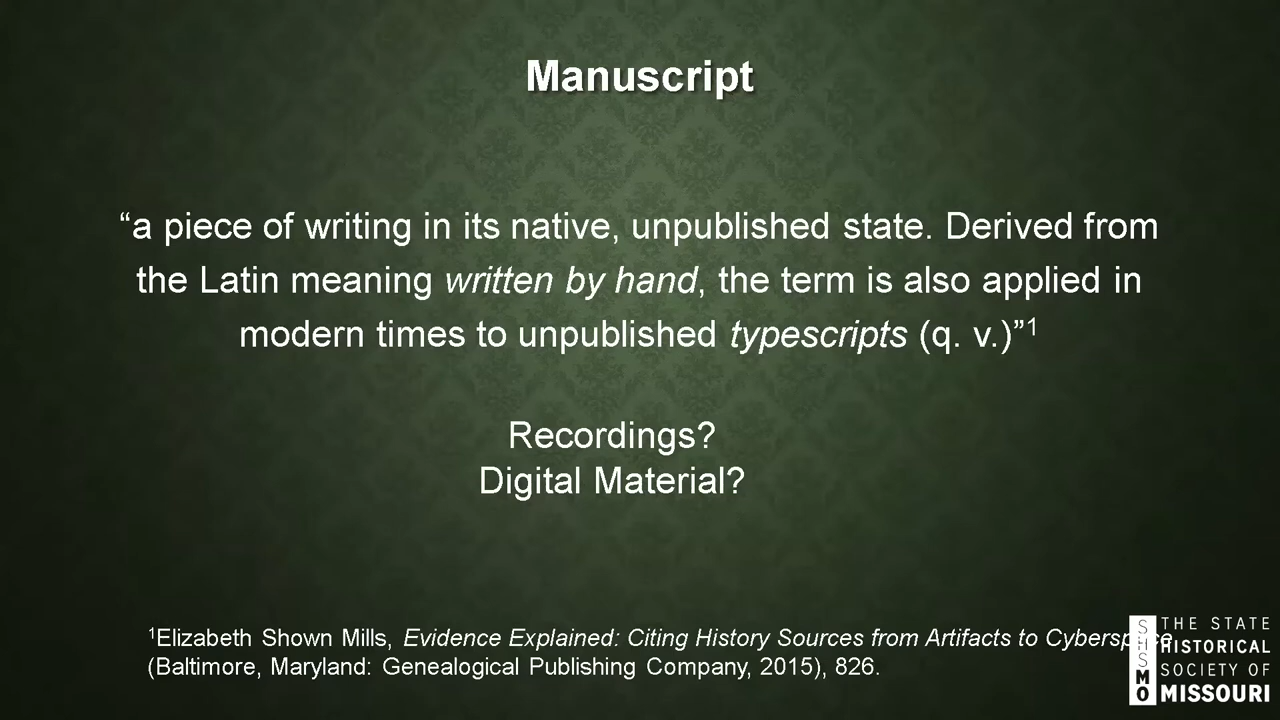 Manuscript
“a piece of writing in its native, unpublished state. Derived from
the Latin meaning written by hand, the term is also applied in
modern times to unpublished typescripts (q. v.)”¹
Recordings?
Digital Material?
¹Elizabeth Shown Mills, Evidence Explained: Citing History Sources from Artifacts to Cyberspace
(Baltimore, Maryland: Genealogical Publishing Company, 2015), 826.
SHSMO
THE STATE
HISTORICAL
SOCIETY OF
MISSOURI